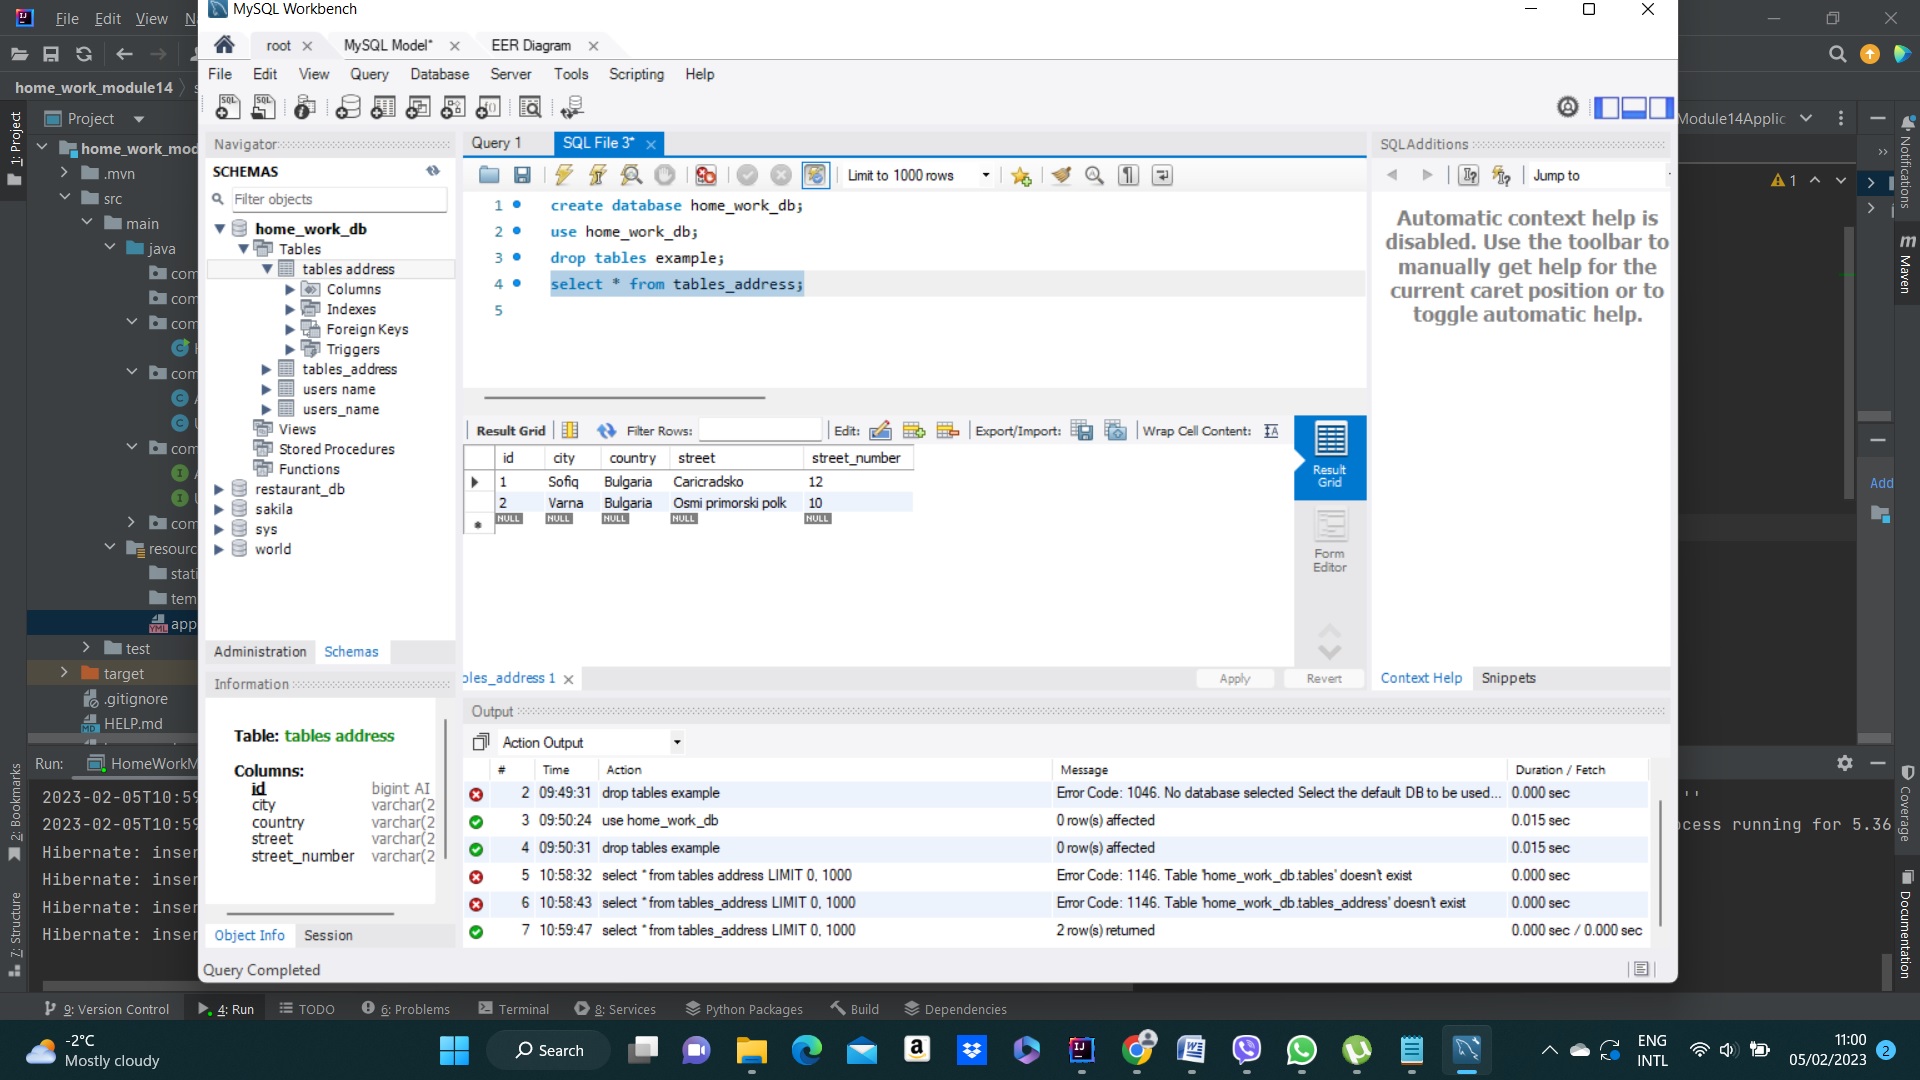 MySQL Workbench
File Edit View
root
MySQL Model*
EER Diagram
File Edit View Query Database Server Tools Scripting Help
home_work_module14
Module14Applic
1: Project
Project
Navigator
SCHEMAS
Filter objects
home_work_db
Tables
tables address
Columns
Indexes
Foreign Keys
Triggers
tables_address
users name
users_name
Views
Stored Procedures
Functions
restaurant_db
sakila
sys
world
Administration Schemas
home_work_mod
.mvn
src
main
java
com
com
com
com
com
com
resourc
stati
tem
app
test
target
.gitignore
HELP.md
Query 1
SQL File 3*
Limit to 1000 rows
1 create database home_work_db;
2 use home_work_db;
3 drop tables example;
4 select * from tables_address;
5
Result Grid Filter Rows: Edit: Export/Import: Wrap Cell Content:
id city country street street_number
1 Sofiq Bulgaria Caricradsko 12
2 Varna Bulgaria Osmi primorski polk 10
NULL NULL NULL NULL NULL
Result Grid
Form Editor
bles_address 1
Apply Revert
SQLAdditions
Jump to
Automatic context help is
disabled. Use the toolbar to
manually get help for the
current caret position or to
toggle automatic help.
Context Help Snippets
1
Notifications
Maven
Add
Coverage
Documentation
Information
Table: tables address
Columns:
id bigint AI
city varchar(2
country varchar(2
street varchar(2
street_number varchar(2
Object Info Session
Output
Action Output
# Time Action Message Duration / Fetch
2 09:49:31 drop tables example Error Code: 1046. No database selected Select the default DB to be used... 0.000 sec
3 09:50:24 use home_work_db 0 row(s) affected 0.015 sec
4 09:50:31 drop tables example 0 row(s) affected 0.015 sec
5 10:58:32 select * from tables address LIMIT 0, 1000 Error Code: 1146. Table 'home_work_db.tables' doesn't exist 0.000 sec
6 10:58:43 select * from tables_address LIMIT 0, 1000 Error Code: 1146. Table 'home_work_db.tables_address' doesn't exist 0.000 sec
7 10:59:47 select * from tables_address LIMIT 0, 1000 2 row(s) returned 0.000 sec / 0.000 sec
Query Completed
Run: HomeWorkM
2023-02-05T10:59
2023-02-05T10:59
Hibernate: inser
Hibernate: inser
Hibernate: inser
Hibernate: inser
ocess running for 5.36
2: Bookmarks
7: Structure
9: Version Control 4: Run TODO 6: Problems Terminal 8: Services Python Packages Build Dependencies
-2°C
Mostly cloudy
Search
ENG
INTL
11:00
05/02/2023
2